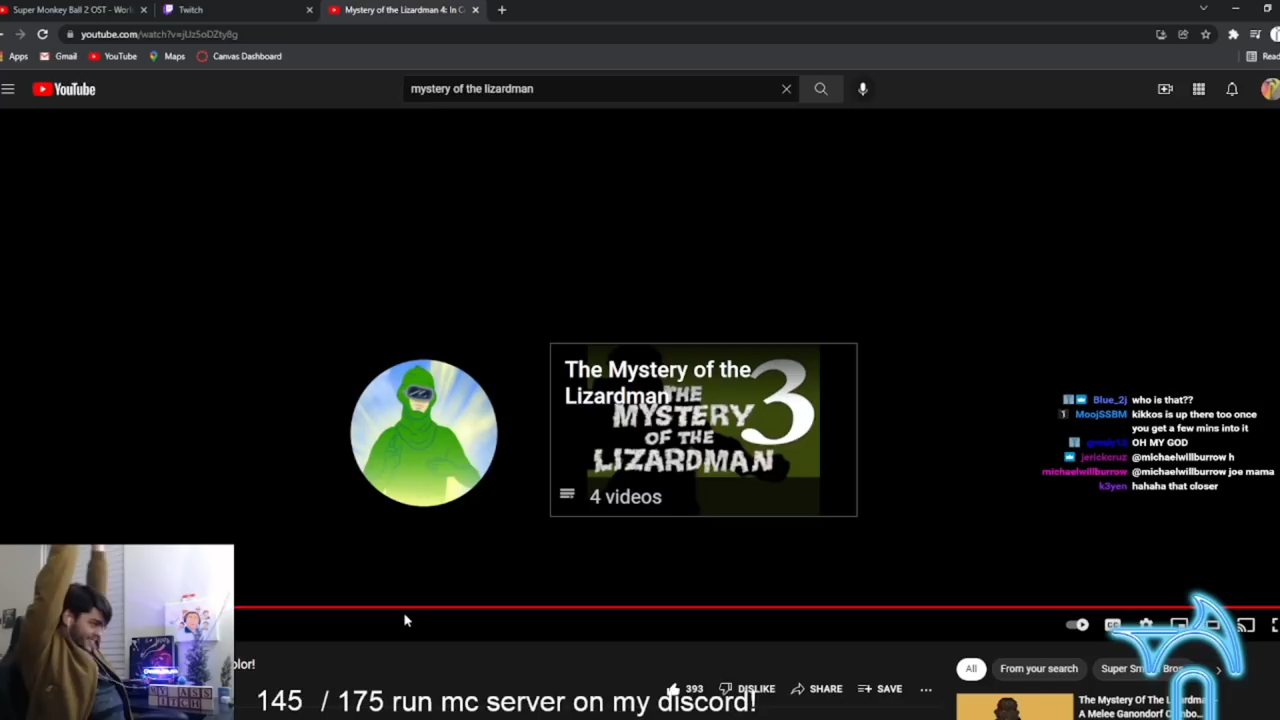 Super Monkey Ball 2 OST - Worl
Twitch
Mystery of the Lizardman 4: In C
youtube.com/watch?v=jUzSoDZty8g
Apps
Gmail
YouTube
Maps
Canvas Dashboard
Read
YouTube
mystery of the lizardman
The Mystery of the
Lizardman
THE
MYSTERY
OF THE
LIZARDMAN
3
4 videos
Blue_2j who is that??
MoojSSBM kikkos is up there too once
you get a few mins into it
OH MY GOD
jerickcruz @michaelwillburrow h
michaelwillburrow @michaelwillburrow joe mama
k3yen hahaha that closer
olor!
393
DISLIKE
SHARE
SAVE
145 / 175 run mc server on my discord!
All
From your search
Super Sm Bro
The Mystery Of The
A Melee Ganondorf